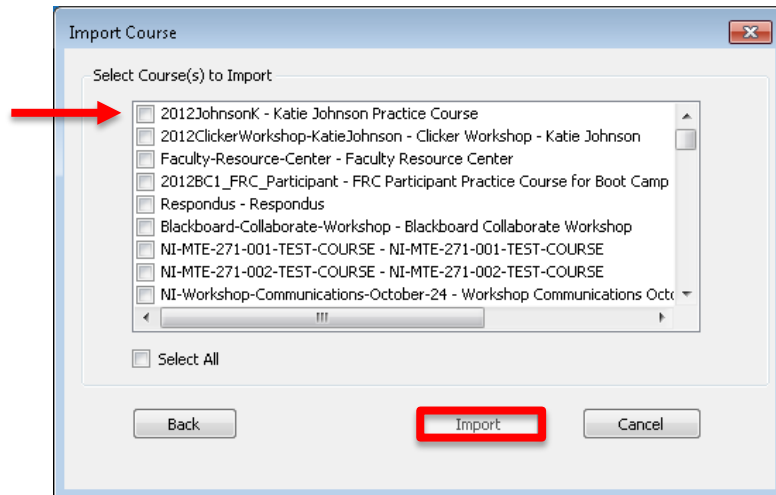 Import Course
Select Course(s) to Import
2012JohnsonK - Katie Johnson Practice Course
2012ClickerWorkshop-KatieJohnson - Clicker Workshop - Katie Johnson
Faculty-Resource-Center - Faculty Resource Center
2012BC1_FRC_Participant - FRC Participant Practice Course for Boot Camp
Respondus - Respondus
Blackboard-Collaborate-Workshop - Blackboard Collaborate Workshop
NI-MTE-271-001-TEST-COURSE - NI-MTE-271-001-TEST-COURSE
NI-MTE-271-002-TEST-COURSE - NI-MTE-271-002-TEST-COURSE
NI-Workshop-Communications-October-24 - Workshop Communications Octo
Select All
Back
Import
Cancel